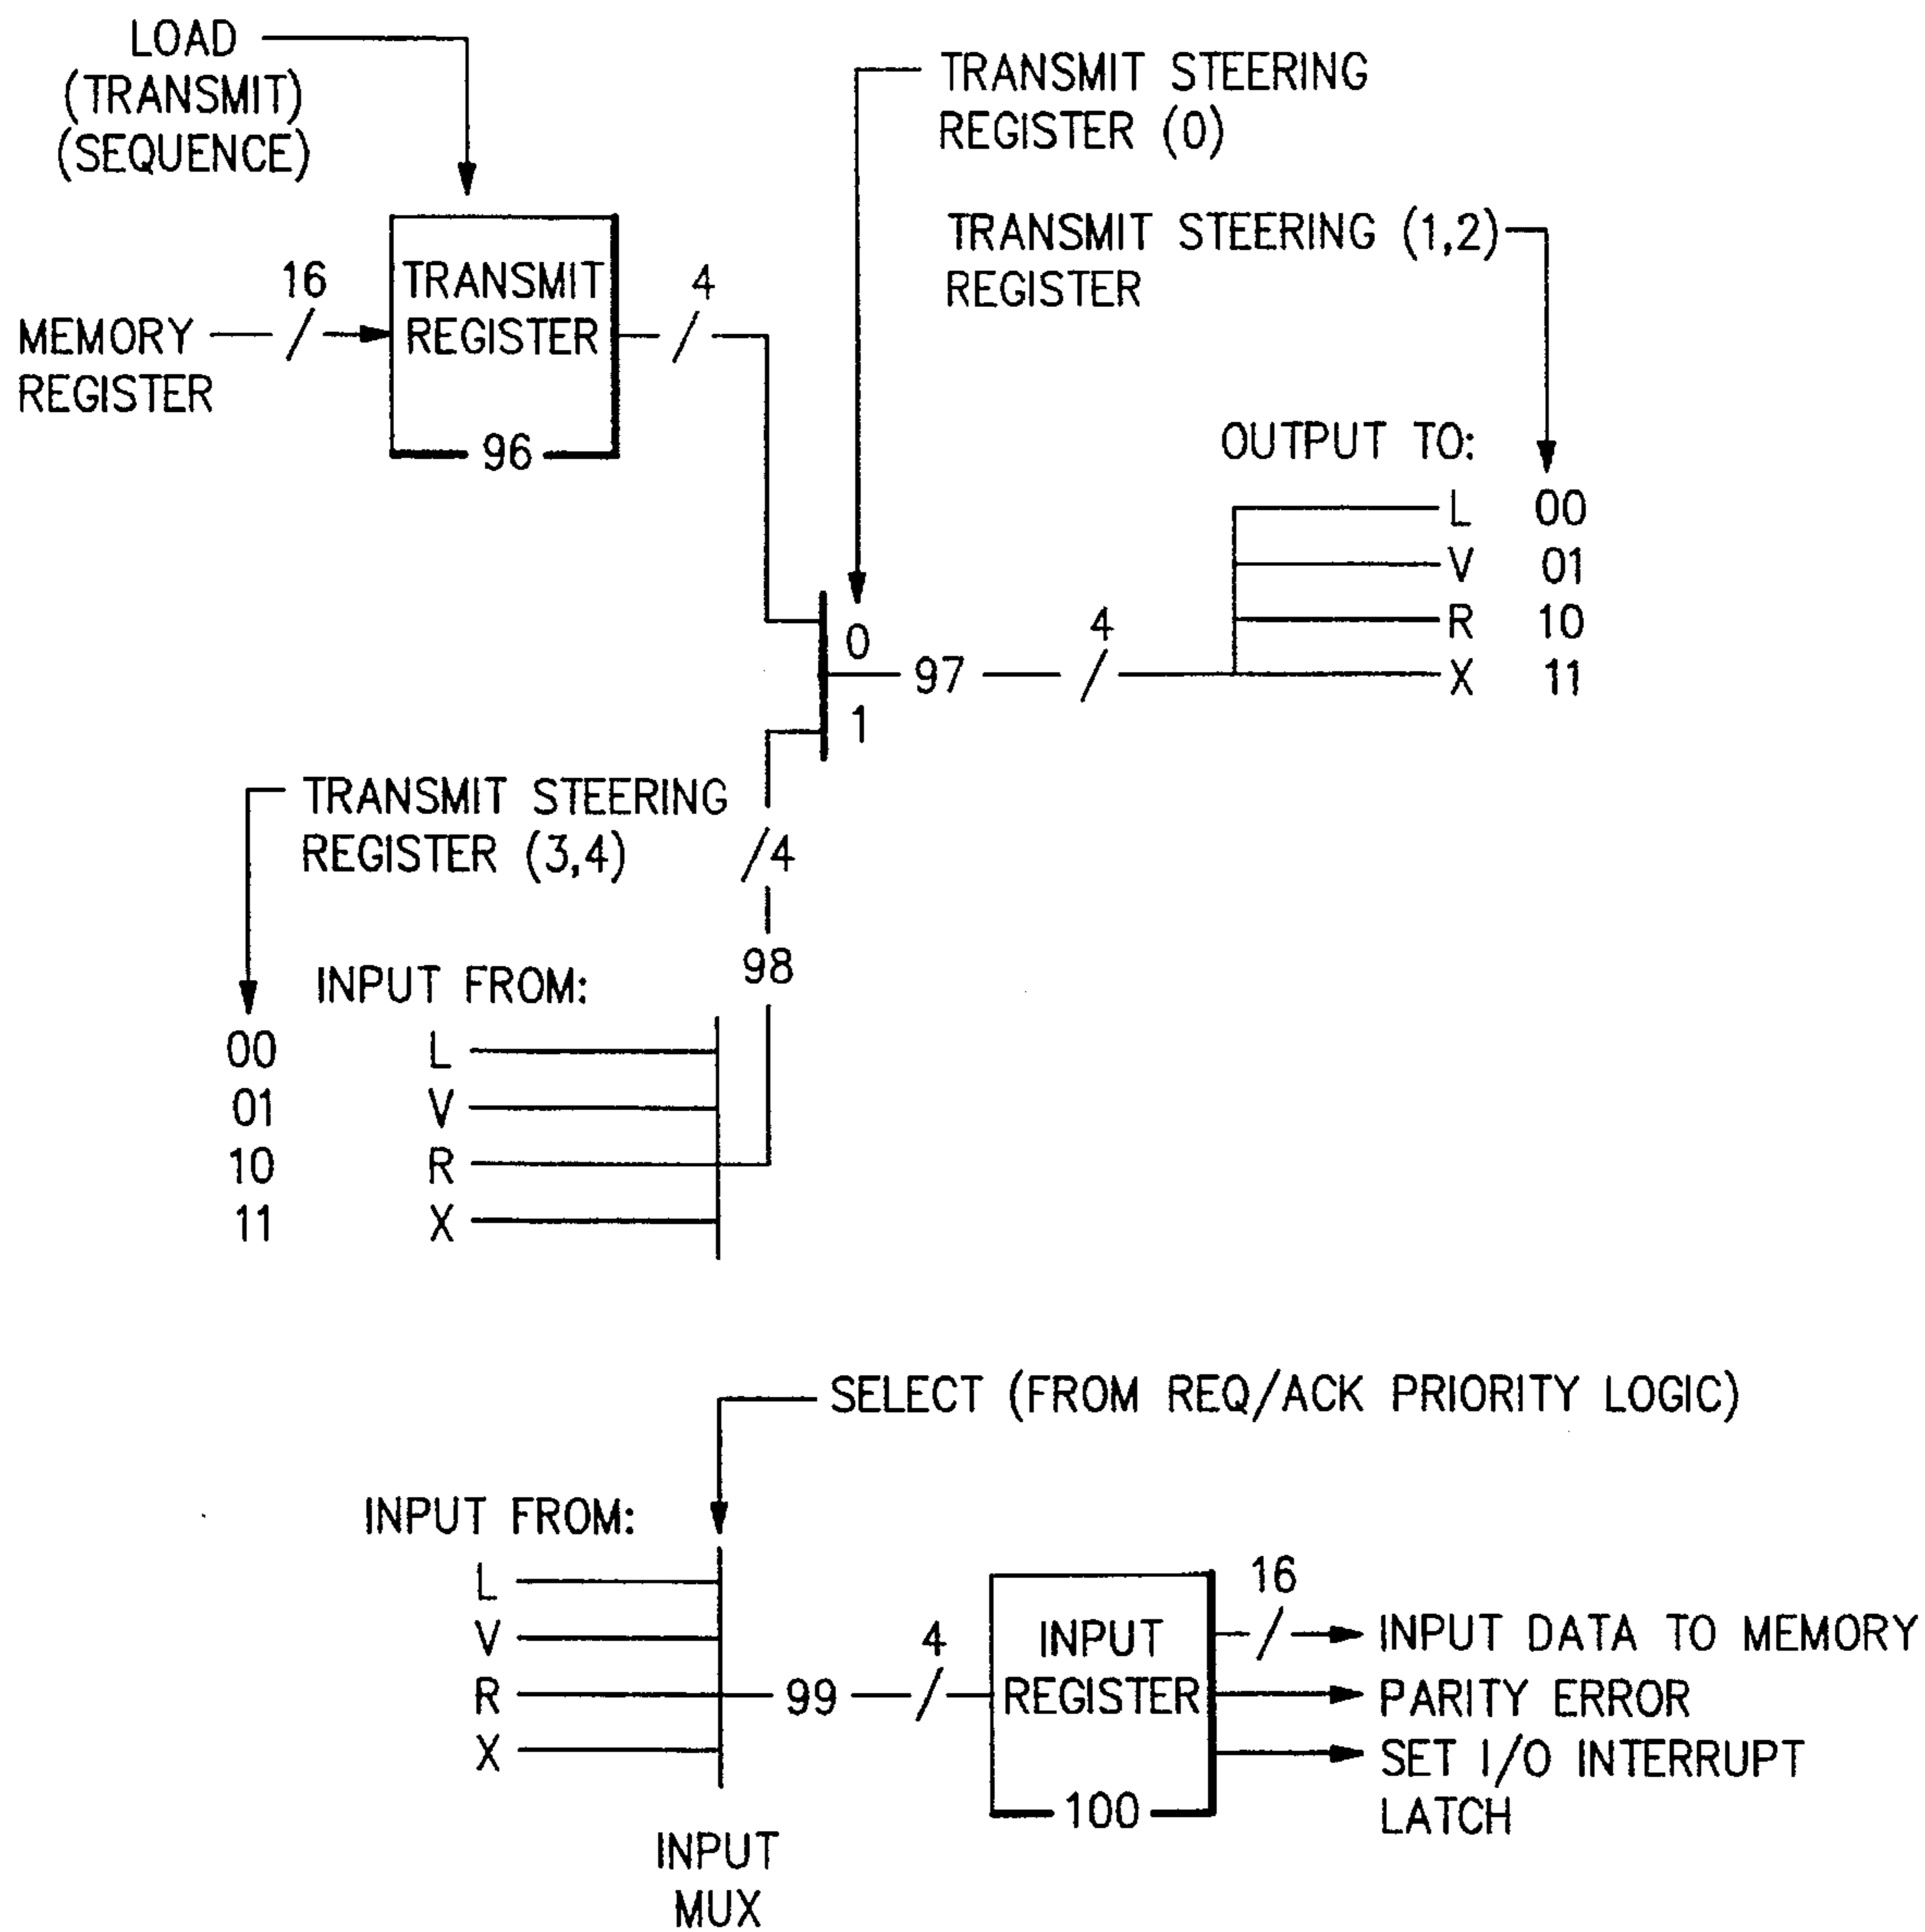 LOAD
(TRANSMIT)
(SEQUENCE)
TRANSMIT STEERING
REGISTER (0)
TRANSMIT STEERING (1,2)
REGISTER
16
TRANSMIT
REGISTER
4
MEMORY
REGISTER
96
OUTPUT TO:
L 00
V 01
R 10
X 11
0
97
4
1
TRANSMIT STEERING
REGISTER (3,4)
4
98
INPUT FROM:
00 L
01 V
10 R
11 X
SELECT (FROM REQ/ACK PRIORITY LOGIC)
INPUT FROM:
L
V
R
X
99
4
INPUT
REGISTER
100
16
INPUT DATA TO MEMORY
PARITY ERROR
SET I/O INTERRUPT
LATCH
INPUT
MUX